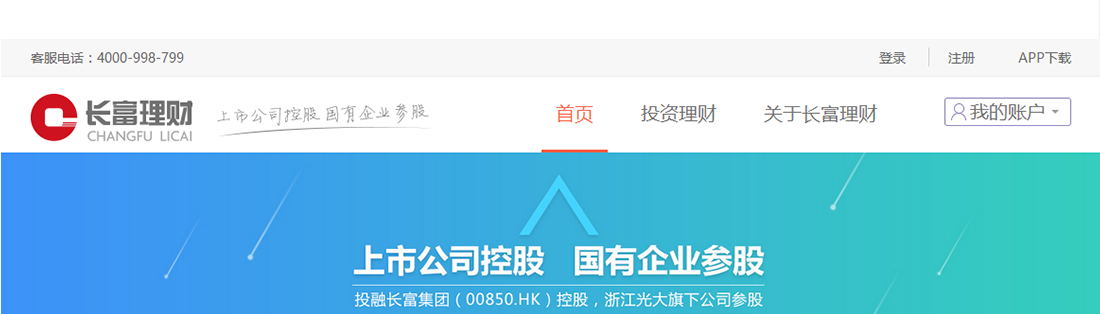 客服电话：4000-998-799 登录 注册 APP下载
长富理财 CHANGFU LICAI 上市公司控股 国有企业参股 首页 投资理财 关于长富理财 我的账户
上市公司控股 国有企业参股
投融长富集团（00850.HK）控股，浙江光大旗下公司参股